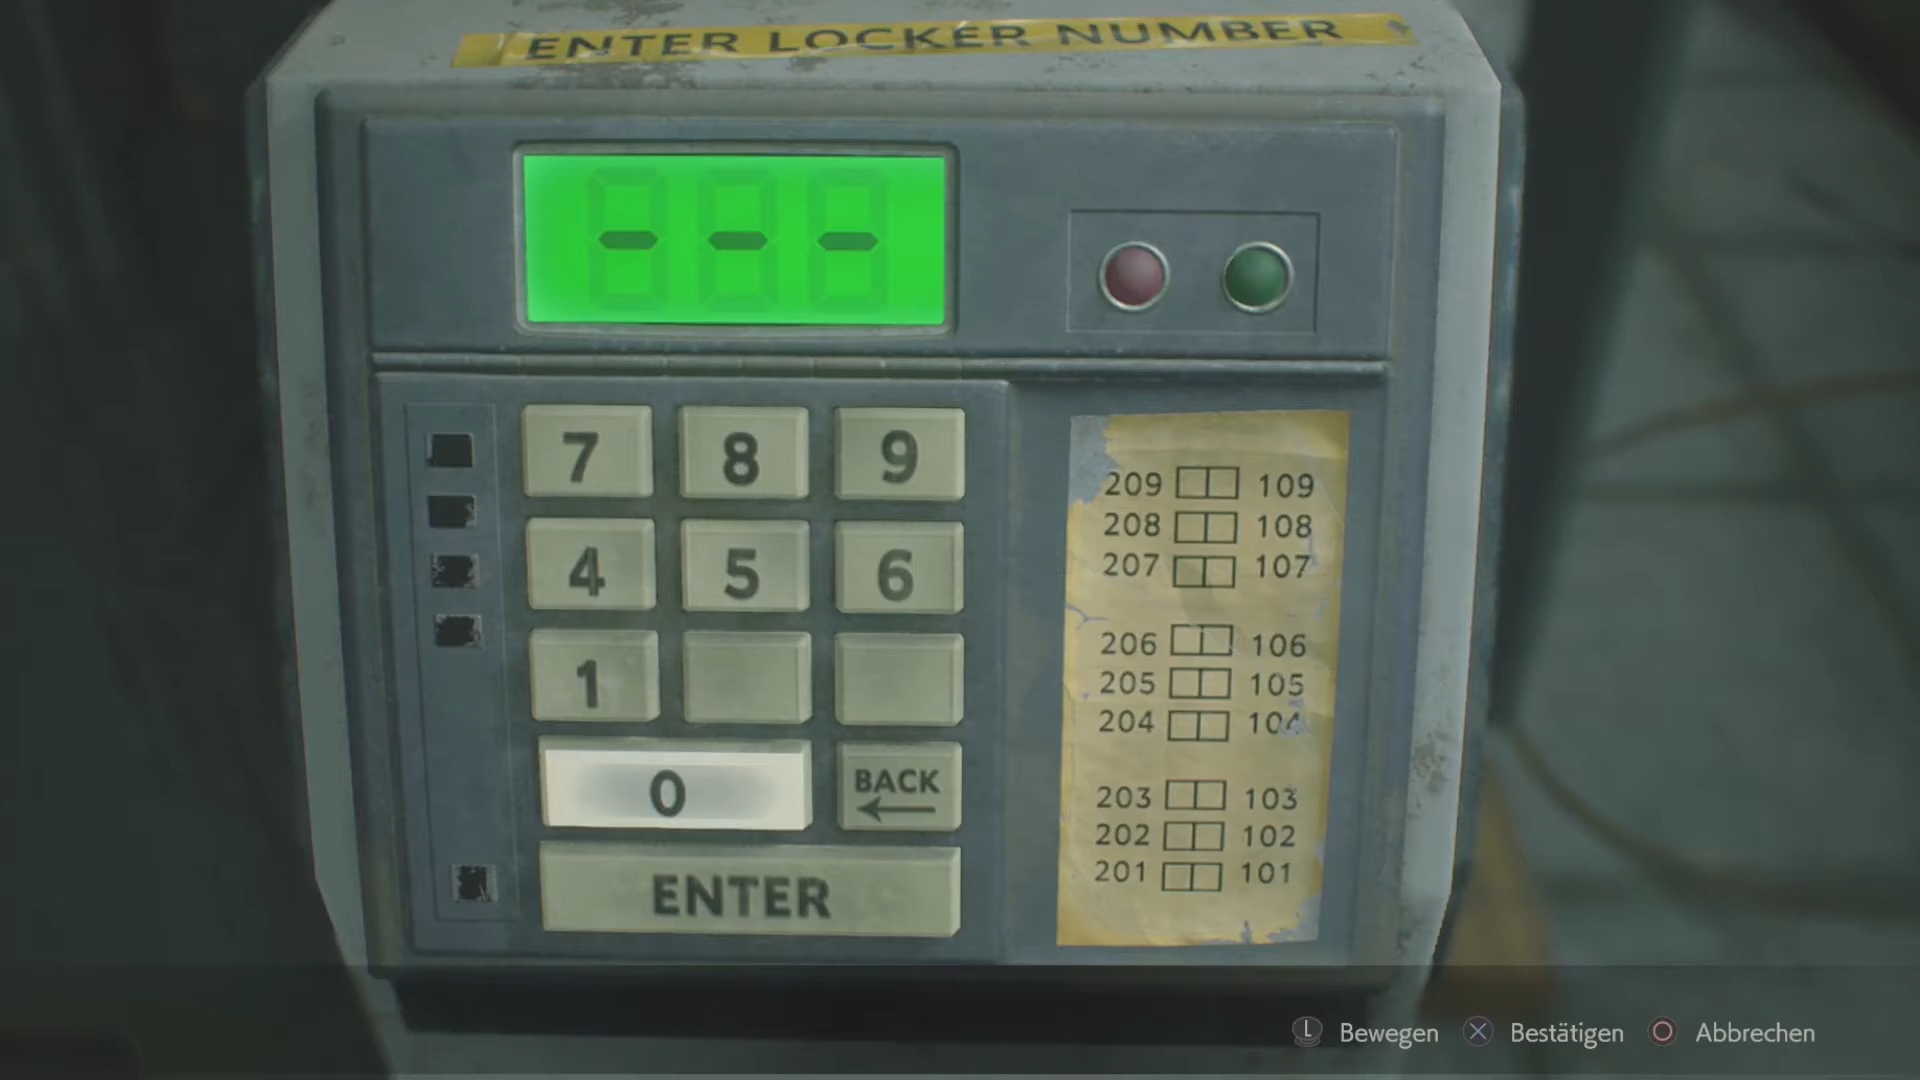 ENTER LOCKER NUMBER
- - -
7 8 9
4 5 6
1
0 BACK
ENTER
209 109
208 108
207 107
206 106
205 105
204 104
203 103
202 102
201 101
L Bewegen Bestätigen Abbrechen